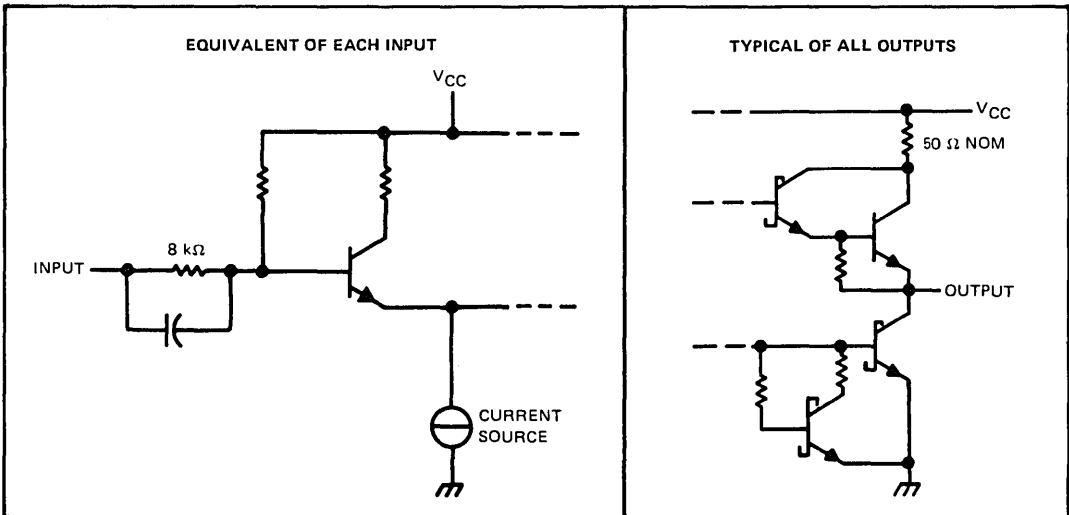 EQUIVALENT OF EACH INPUT
VCC
8 kΩ
INPUT
CURRENT
SOURCE
TYPICAL OF ALL OUTPUTS
VCC
50 Ω NOM
OUTPUT